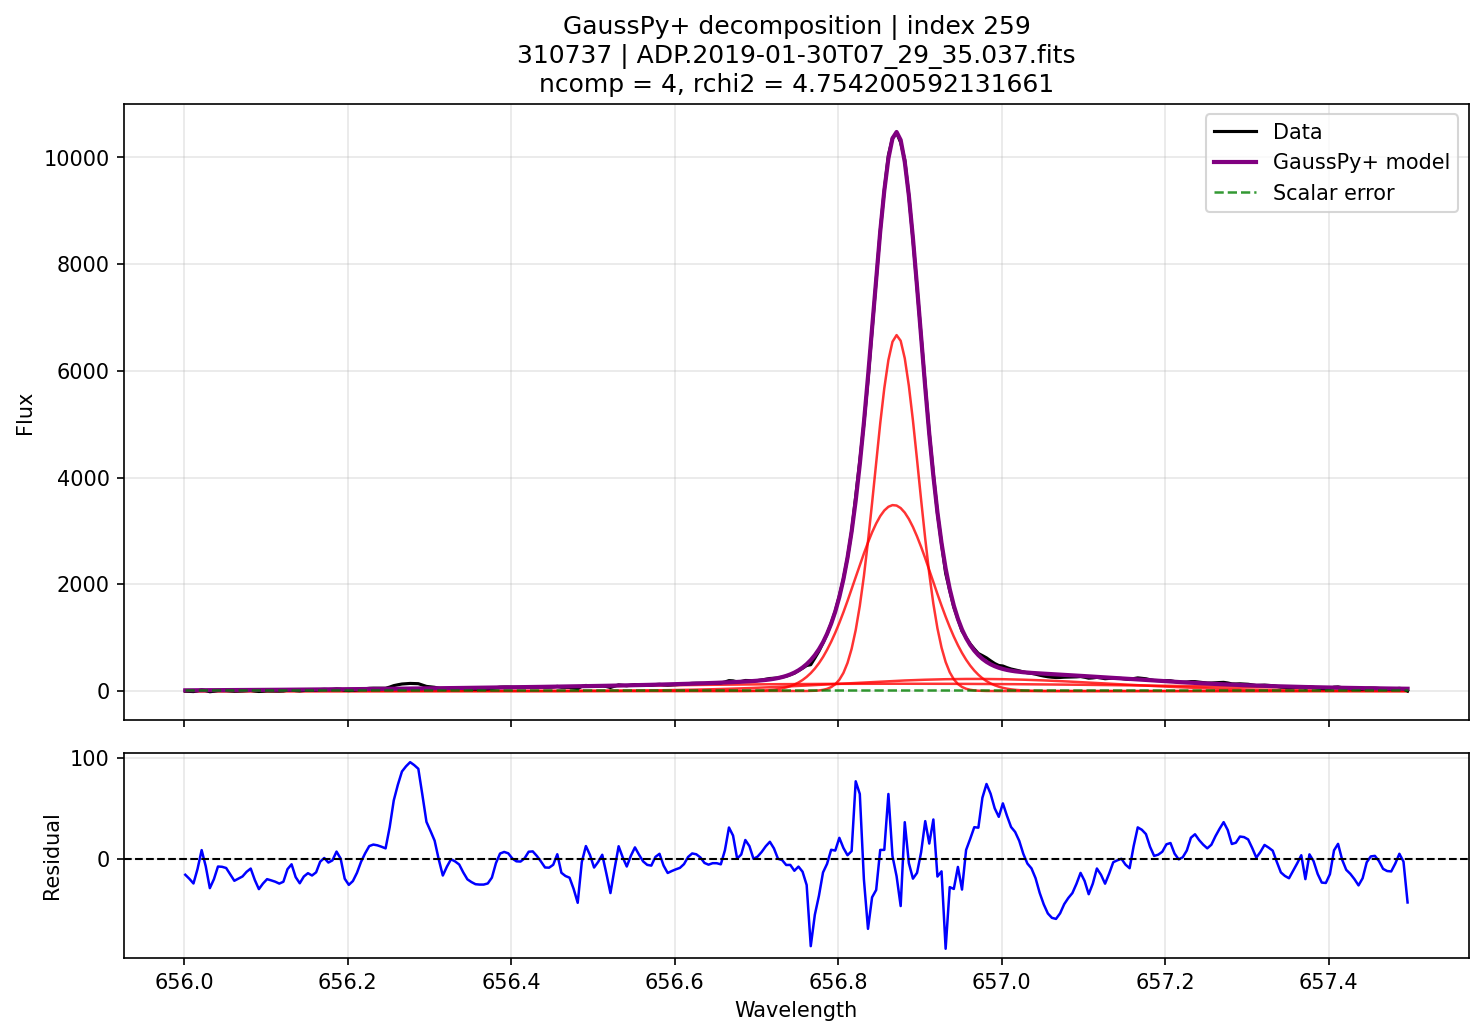 GaussPy+ decomposition | index 259
310737 | ADP.2019-01-30T07_29_35.037.fits
ncomp = 4, rchi2 = 4.754200592131661
Data
GaussPy+ model
Scalar error
Flux
10000
8000
6000
4000
2000
0
Residual
100
0
656.0 656.2 656.4 656.6 656.8 657.0 657.2 657.4
Wavelength